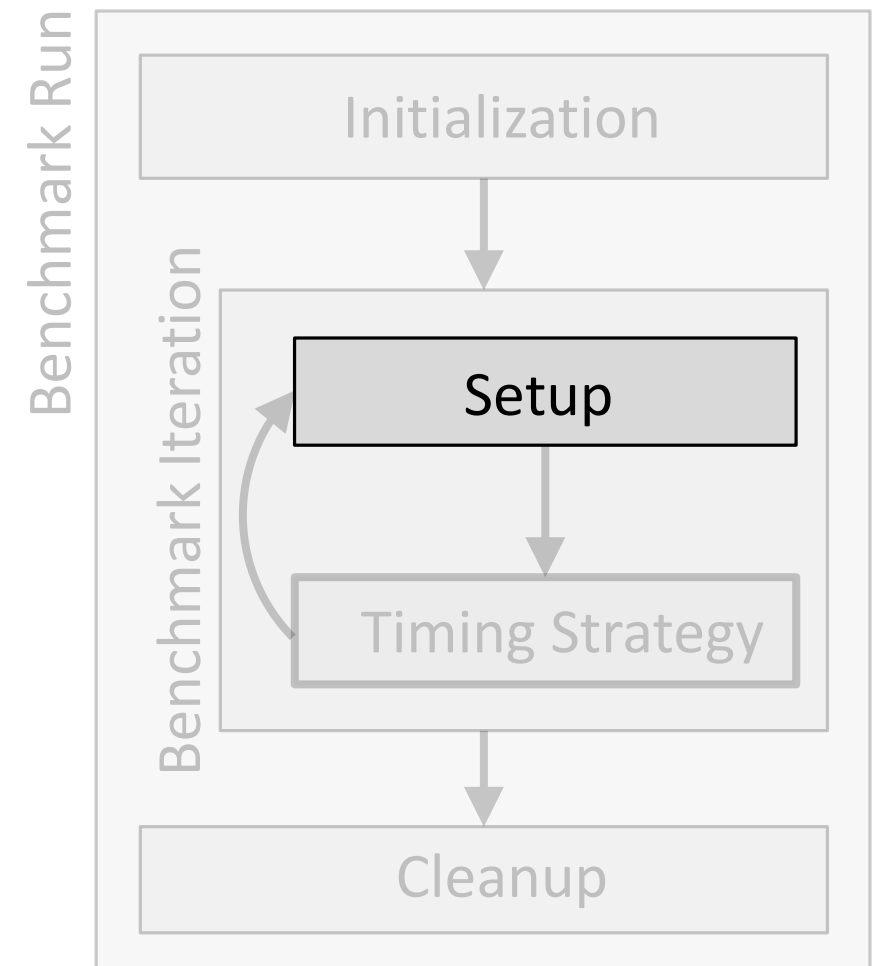 Benchmark Run
Initialization
Benchmark Iteration
Setup
Timing Strategy
Cleanup